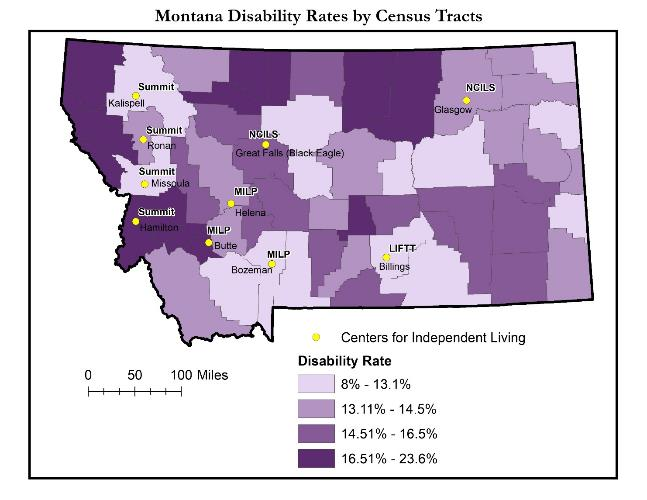 Montana Disability Rates by Census Tracts
Summit
Kalispell
NCILS
Glasgow
Summit
Ronan
NCILS
Great Falls (Black Eagle)
Summit
Missoula
MILP
Helena
Summit
Hamilton
MILP
Butte
MILP
Bozeman
LIFTT
Billings
Centers for Independent Living
Disability Rate
0 50 100 Miles
8% - 13.1%
13.11% - 14.5%
14.51% - 16.5%
16.51% - 23.6%